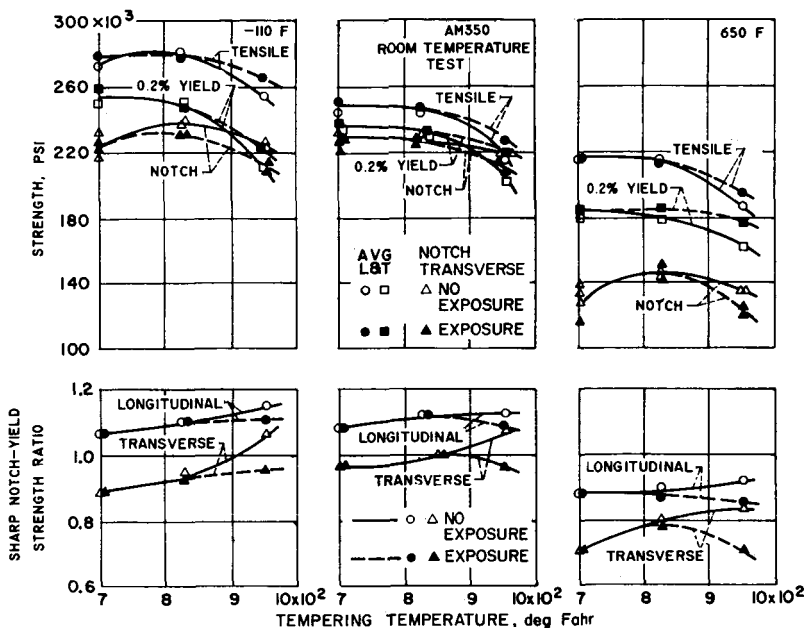 300×10³
260
220
180
140
100
STRENGTH, PSI
−110 F
TENSILE
0.2% YIELD
NOTCH
AM350
ROOM TEMPERATURE
TEST
TENSILE
0.2% YIELD
NOTCH
AVG NOTCH
L&T TRANSVERSE
NO
EXPOSURE
EXPOSURE
650 F
TENSILE
0.2% YIELD
NOTCH
1.2
1.0
0.8
0.6
SHARP NOTCH-YIELD
STRENGTH RATIO
LONGITUDINAL
TRANSVERSE
LONGITUDINAL
TRANSVERSE
NO
EXPOSURE
EXPOSURE
LONGITUDINAL
TRANSVERSE
7 8 9 10×10² 7 8 9 10×10² 7 8 9 10×10²
TEMPERING TEMPERATURE, deg Fahr